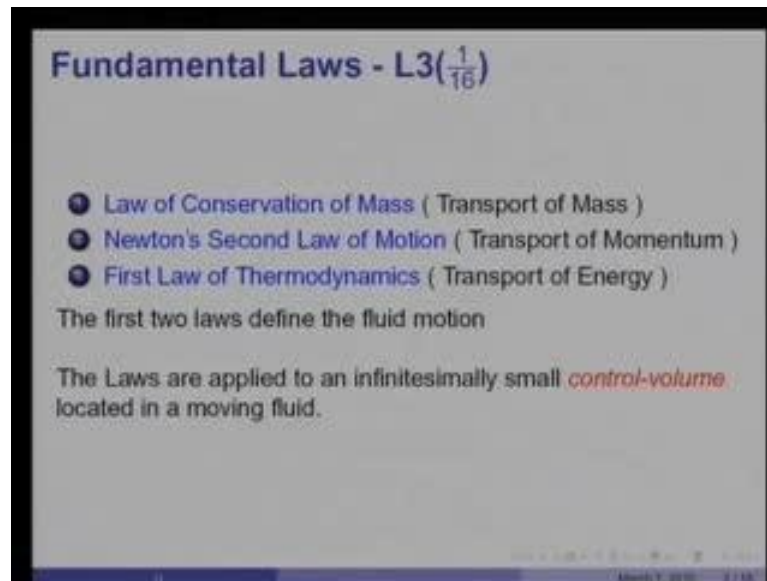 Fundamental Laws - L3(1/16)
Law of Conservation of Mass ( Transport of Mass )
Newton's Second Law of Motion ( Transport of Momentum )
First Law of Thermodynamics ( Transport of Energy )
The first two laws define the fluid motion
The Laws are applied to an infinitesimally small control-volume
located in a moving fluid.